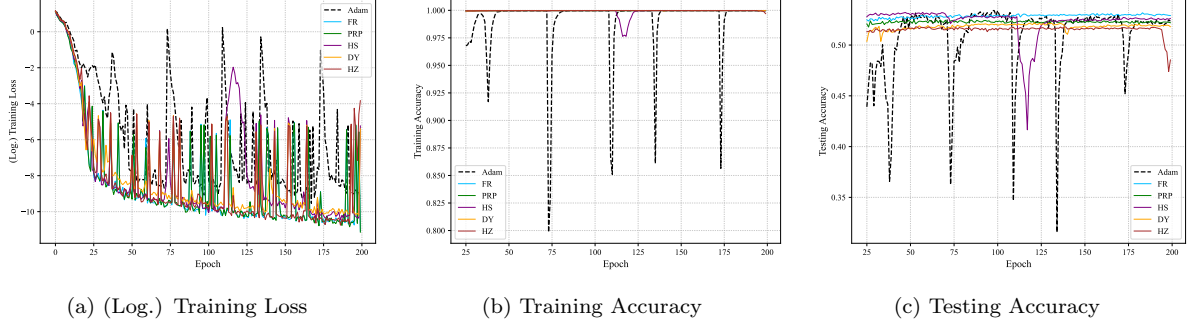 0
−2
−4
−6
−8
−10
(Log.) Training Loss
0
25
50
75
100
125
150
175
200
Epoch
Adam
FR
PRP
HS
DY
HZ
1.000
0.975
0.950
0.925
0.900
0.875
0.850
0.825
0.800
Training Accuracy
25
50
75
100
125
150
175
200
Epoch
Adam
FR
PRP
HS
DY
HZ
0.50
0.45
0.40
0.35
Testing Accuracy
25
50
75
100
125
150
175
200
Epoch
Adam
FR
PRP
HS
DY
HZ
(a) (Log.) Training Loss
(b) Training Accuracy
(c) Testing Accuracy